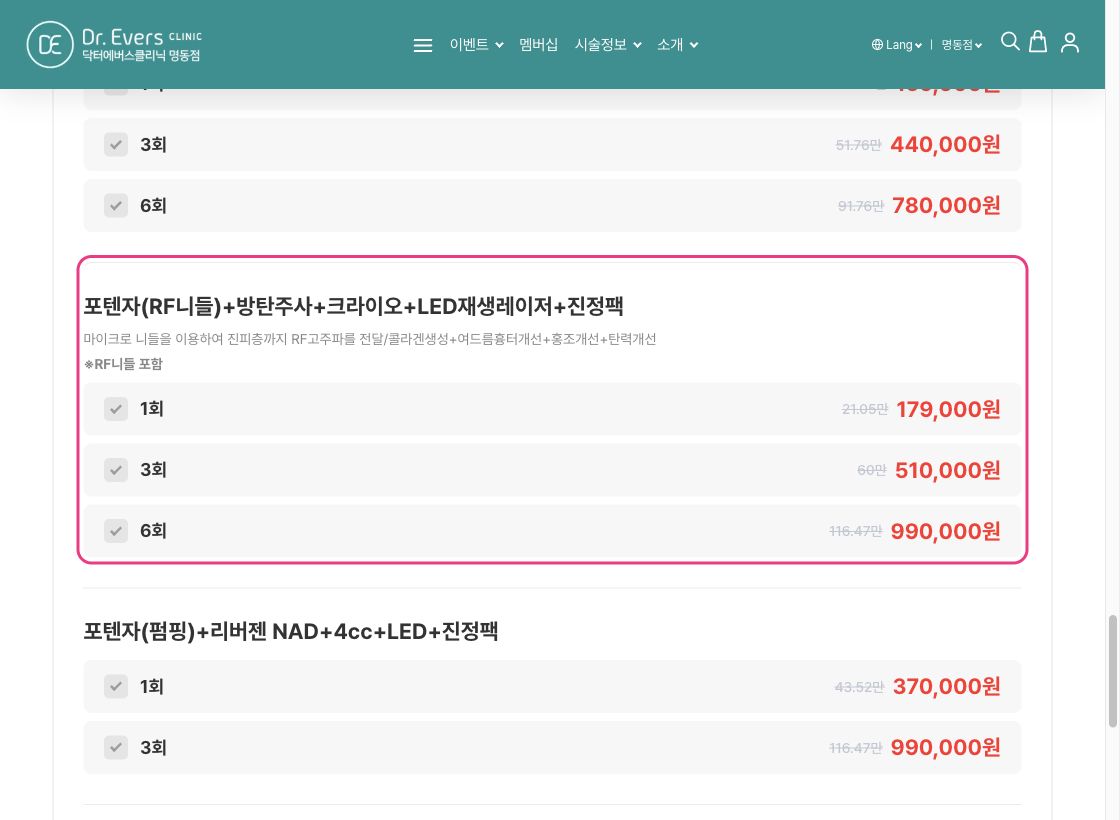 Dr. Evers CLINIC
닥터에버스클리닉 명동점
이벤트 멤버십 시술정보 소개
Lang | 명동점
3회 51.76만 440,000원
6회 91.76만 780,000원
포텐자(RF니들)+방탄주사+크라이오+LED재생레이저+진정팩
마이크로 니들을 이용하여 진피층까지 RF고주파를 전달/콜라겐생성+여드름흉터개선+홍조개선+탄력개선
※RF니들 포함
1회 21.05만 179,000원
3회 60만 510,000원
6회 116.47만 990,000원
포텐자(펌핑)+리버젠 NAD+4cc+LED+진정팩
1회 43.52만 370,000원
3회 116.47만 990,000원